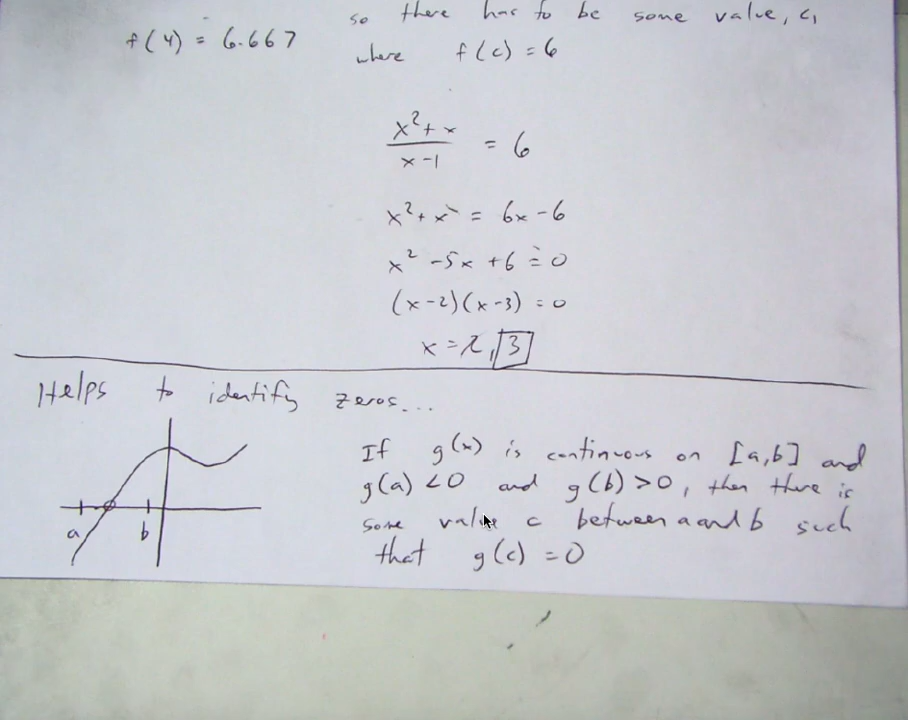 so there has to be some value, c,
f(4) = 6.667
where f(c) = 6
x²+x / x-1 = 6
x²+x = 6x-6
x² -5x +6 = 0
(x-2)(x-3) = 0
x = 2, 3
Helps to identify zeros...
If g(x) is continuous on [a,b] and
g(a) <0 and g(b) >0, then there is
some value c between a and b such
that g(c) = 0
a b